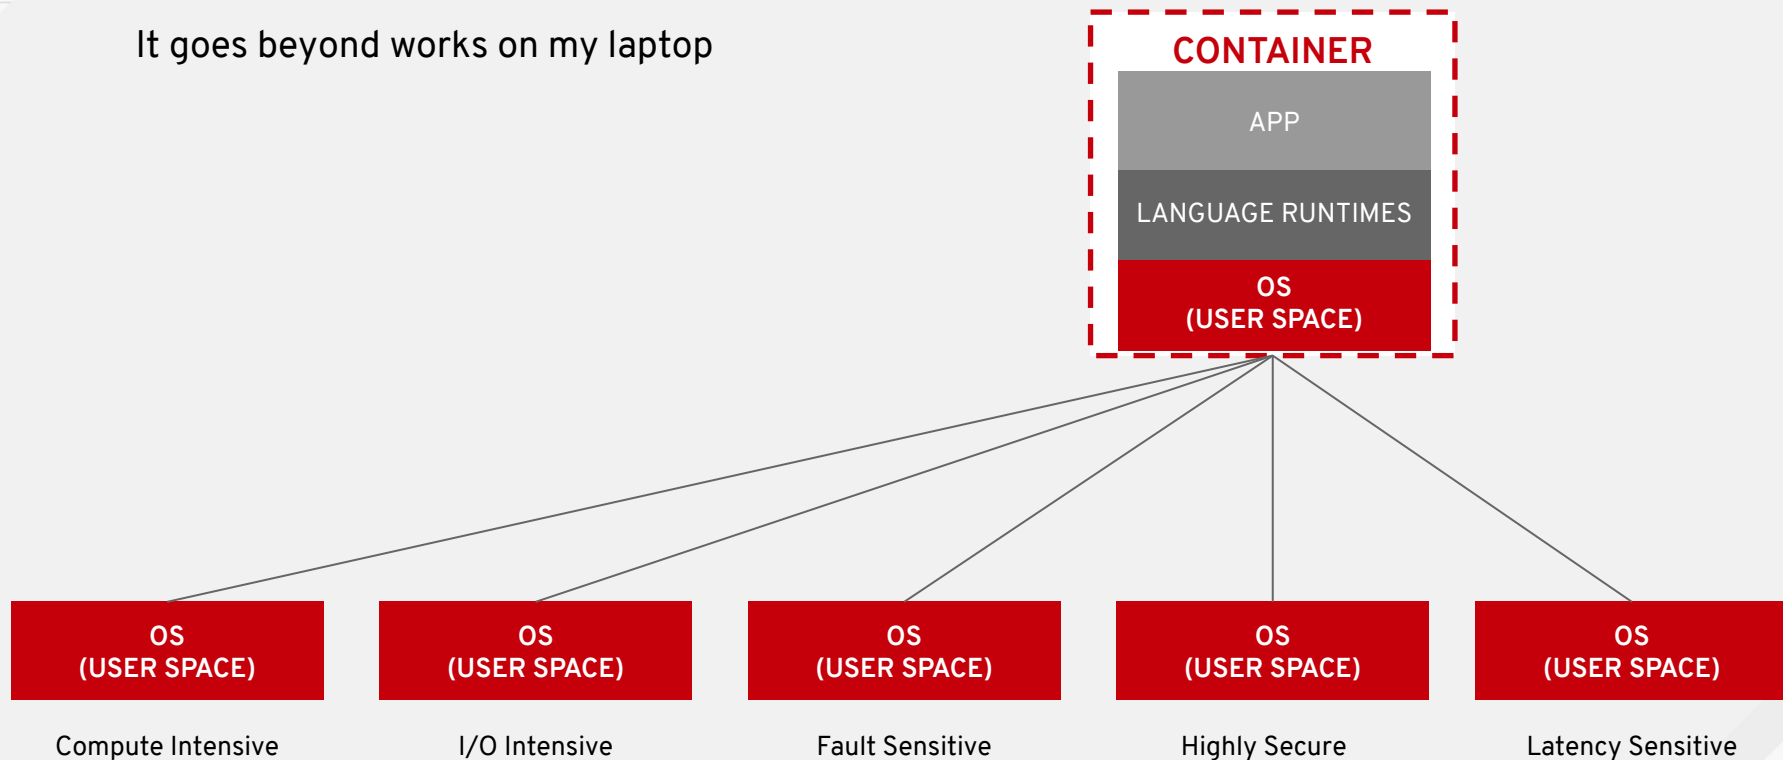 It goes beyond works on my laptop
CONTAINER
APP
LANGUAGE RUNTIMES
OS
(USER SPACE)
OS
(USER SPACE)
OS
(USER SPACE)
OS
(USER SPACE)
OS
(USER SPACE)
OS
(USER SPACE)
Compute Intensive
I/O Intensive
Fault Sensitive
Highly Secure
Latency Sensitive